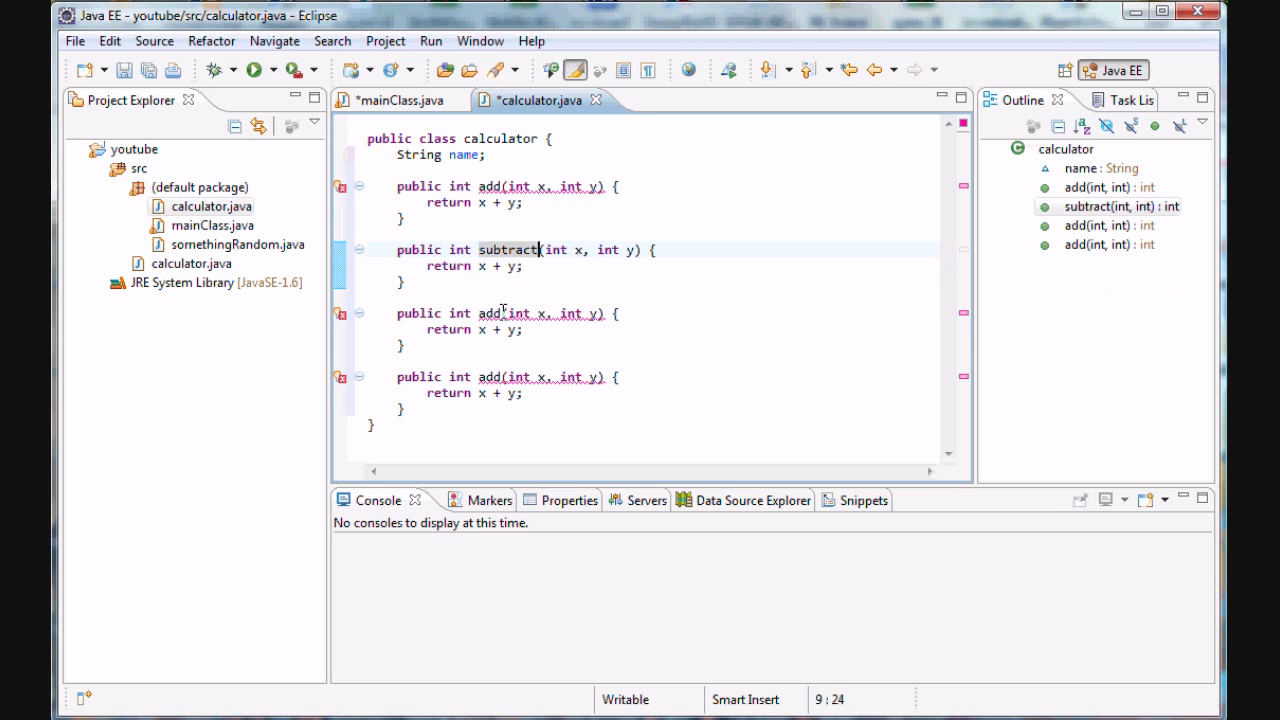 Java EE - youtube/src/calculator.java - Eclipse
File Edit Source Refactor Navigate Search Project Run Window Help
Java EE
Project Explorer
youtube
src
(default package)
calculator.java
mainClass.java
somethingRandom.java
calculator.java
JRE System Library [JavaSE-1.6]
*mainClass.java *calculator.java
public class calculator {
String name;
public int add(int x, int y) {
return x + y;
}
public int subtract(int x, int y) {
return x + y;
}
public int add(int x, int y) {
return x + y;
}
public int add(int x, int y) {
return x + y;
}
}
Outline Task Lis
calculator
name : String
add(int, int) : int
subtract(int, int) : int
add(int, int) : int
add(int, int) : int
Console Markers Properties Servers Data Source Explorer Snippets
No consoles to display at this time.
Writable Smart Insert 9 : 24